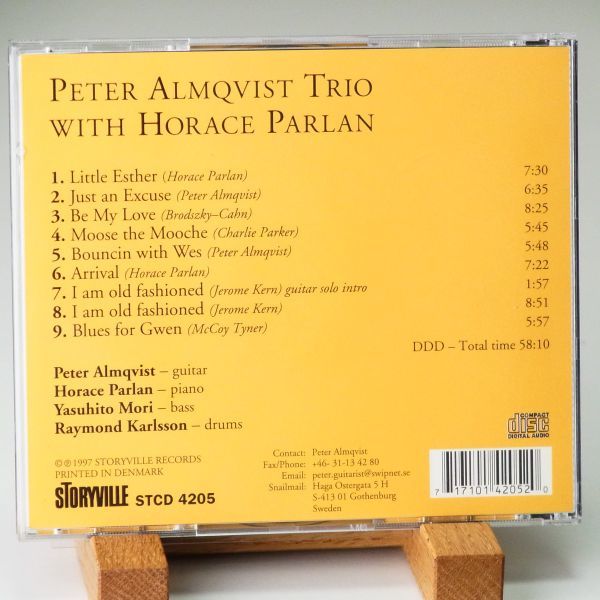 PETER ALMQVIST TRIO
WITH HORACE PARLAN
1. Little Esther (Horace Parlan) 7:30
2. Just an Excuse (Peter Almqvist) 6:35
3. Be My Love (Brodszky–Cahn) 8:25
4. Moose the Mooche (Charlie Parker) 5:45
5. Bouncin with Wes (Peter Almqvist) 5:48
6. Arrival (Horace Parlan) 7:22
7. I am old fashioned (Jerome Kern) guitar solo intro 1:57
8. I am old fashioned (Jerome Kern) 8:51
9. Blues for Gwen (McCoy Tyner) 5:57
DDD – Total time 58:10
Peter Almqvist – guitar
Horace Parlan – piano
Yasuhito Mori – bass
Raymond Karlsson – drums
COMPACT
disc
DIGITAL AUDIO
©℗1997 STORYVILLE RECORDS
PRINTED IN DENMARK
STORYVILLE STCD 4205
Contact: Peter Almqvist
Fax/Phone: +46- 31-13 42 80
Email: peter.guitarist@swipnet.se
Snailmail: Haga Östergata 5 H
S-413 01 Gothenburg
Sweden
7 17101 42052 0